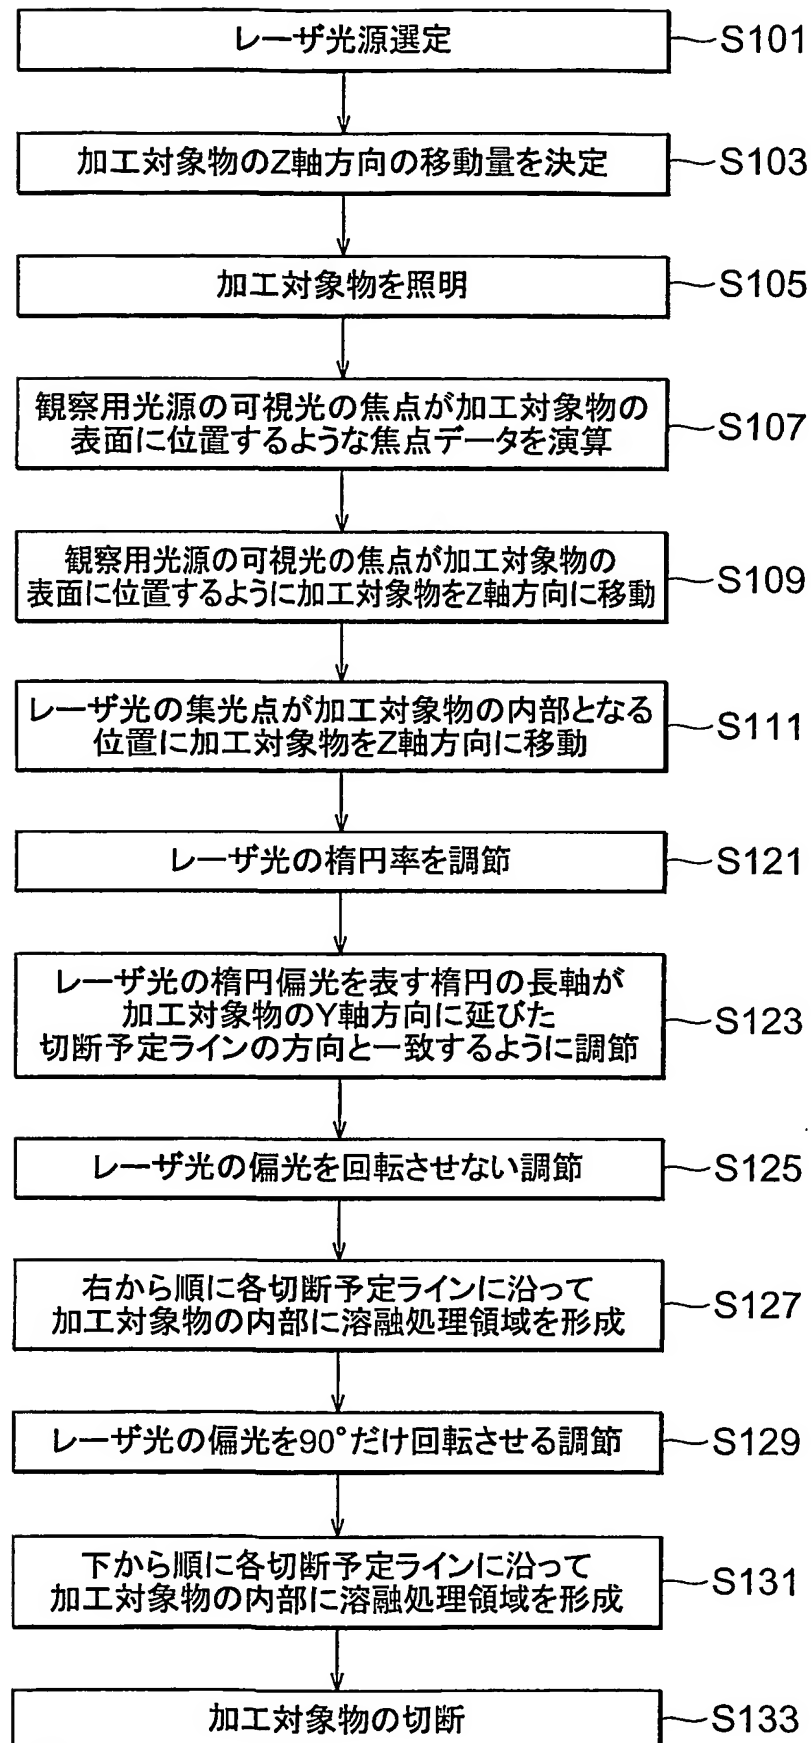 レーザ光源選定 S101
加工対象物のZ軸方向の移動量を決定 S103
加工対象物を照明 S105
観察用光源の可視光の焦点が加工対象物の
表面に位置するような焦点データを演算 S107
観察用光源の可視光の焦点が加工対象物の
表面に位置するように加工対象物をZ軸方向に移動 S109
レーザ光の集光点が加工対象物の内部となる
位置に加工対象物をZ軸方向に移動 S111
レーザ光の楕円率を調節 S121
レーザ光の楕円偏光を表す楕円の長軸が
加工対象物のY軸方向に延びた
切断予定ラインの方向と一致するように調節 S123
レーザ光の偏光を回転させない調節 S125
右から順に各切断予定ラインに沿って
加工対象物の内部に溶融処理領域を形成 S127
レーザ光の偏光を90°だけ回転させる調節 S129
下から順に各切断予定ラインに沿って
加工対象物の内部に溶融処理領域を形成 S131
加工対象物の切断 S133